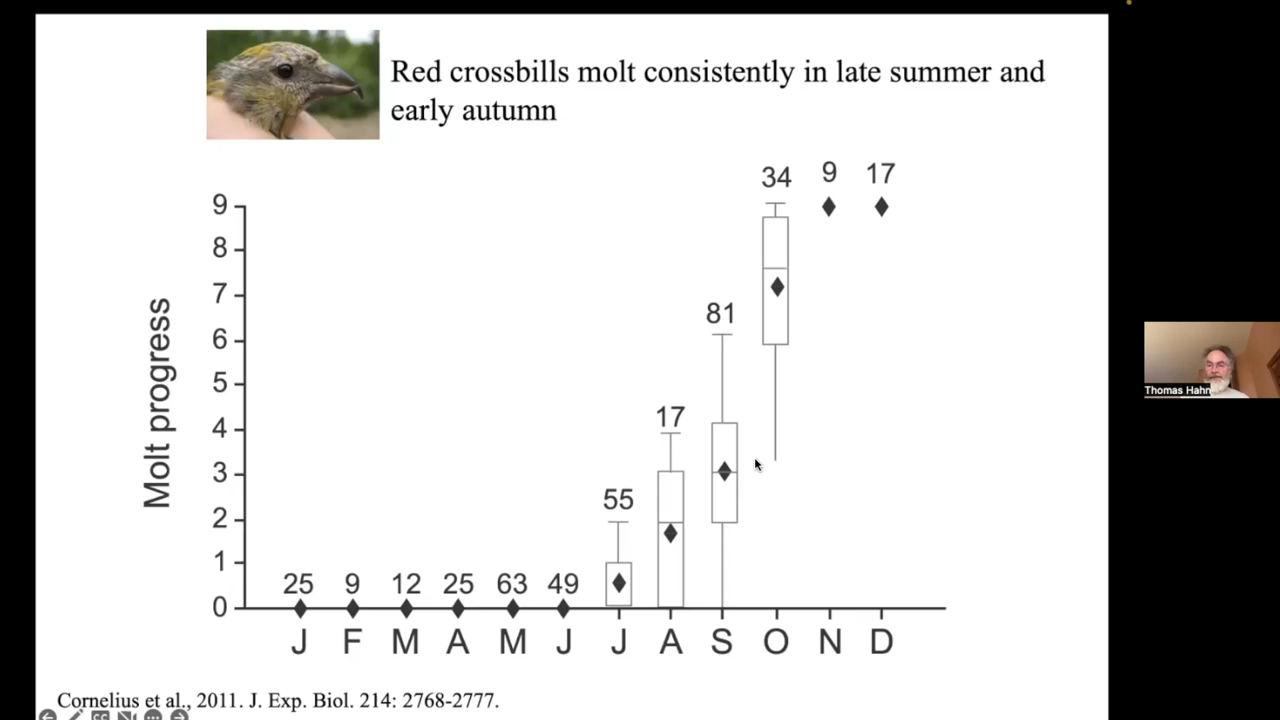 Red crossbills molt consistently in late summer and
early autumn
34 9 17
9
8
7
6
5
4
3
2
1
0
Molt progress
81
17
55
25 9 12 25 63 49
J F M A M J J A S O N D
Thomas Hahn
Cornelius et al., 2011. J. Exp. Biol. 214: 2768-2777.
CC